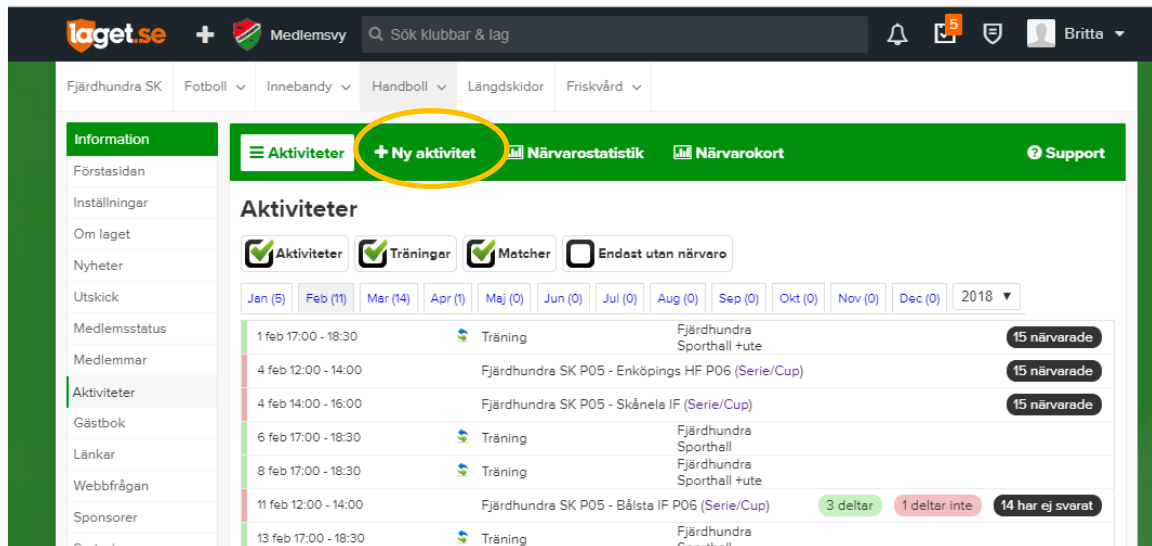 laget.se + Medlemsvy Sök klubbar & lag 5 Britta
Fjärdhundra SK Fotboll Innebandy Handboll Längdskidor Friskvård
Information
Förstasidan
Inställningar
Om laget
Nyheter
Utskick
Medlemsstatus
Medlemmar
Aktiviteter
Gästbok
Länkar
Webbfrågan
Sponsorer
Aktiviteter + Ny aktivitet Närvarostatistik Närvarokort Support
Aktiviteter
Aktiviteter Träningar Matcher Endast utan närvaro
Jan (5) Feb (11) Mar (14) Apr (1) Maj (0) Jun (0) Jul (0) Aug (0) Sep (0) Okt (0) Nov (0) Dec (0) 2018
1 feb 17:00 - 18:30 Träning Fjärdhundra Sporthall +ute 15 närvarade
4 feb 12:00 - 14:00 Fjärdhundra SK P05 - Enköpings HF P06 (Serie/Cup) 15 närvarade
4 feb 14:00 - 16:00 Fjärdhundra SK P05 - Skånela IF (Serie/Cup) 15 närvarade
6 feb 17:00 - 18:30 Träning Fjärdhundra Sporthall
8 feb 17:00 - 18:30 Träning Fjärdhundra Sporthall +ute
11 feb 12:00 - 14:00 Fjärdhundra SK P05 - Bålsta IF P06 (Serie/Cup) 3 deltar 1 deltar inte 14 har ej svarat
13 feb 17:00 - 18:30 Träning Fjärdhundra